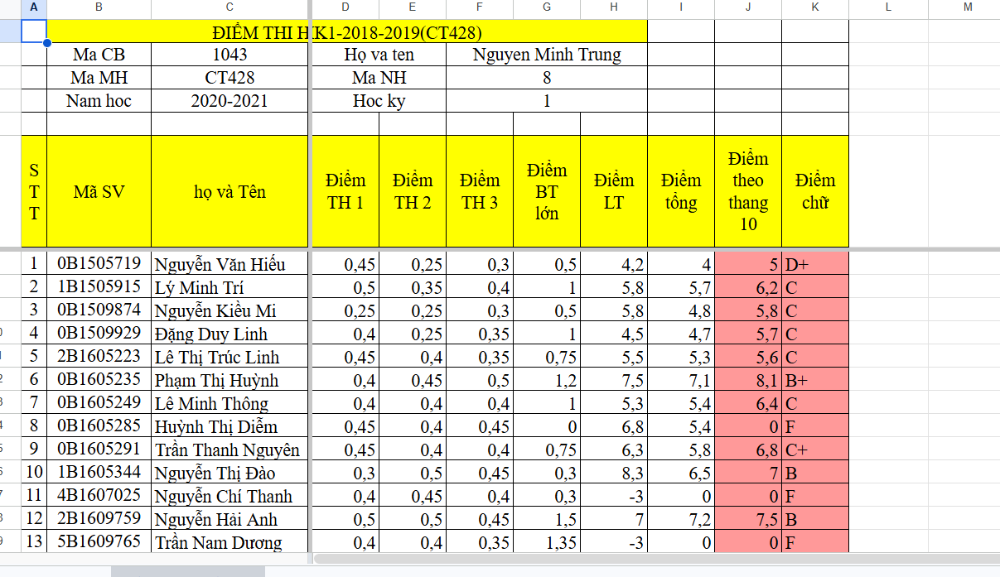 A B C D E F G H I J K L M
ĐIỂM THI HK1-2018-2019(CT428)
Ma CB 1043 Họ va ten Nguyen Minh Trung
Ma MH CT428 Ma NH 8
Nam hoc 2020-2021 Hoc ky 1
S T T Mã SV họ và Tên Điểm TH 1 Điểm TH 2 Điểm TH 3 Điểm BT lớn Điểm LT Điểm tổng Điểm theo thang 10 Điểm chữ
1 0B1505719 Nguyễn Văn Hiếu 0,45 0,25 0,3 0,5 4,2 4 5 D+
2 1B1505915 Lý Minh Trí 0,5 0,35 0,4 1 5,8 5,7 6,2 C
3 0B1509874 Nguyễn Kiều Mi 0,25 0,25 0,3 0,5 5,8 4,8 5,8 C
4 0B1509929 Đặng Duy Linh 0,4 0,25 0,35 1 4,5 4,7 5,7 C
5 2B1605223 Lê Thị Trúc Linh 0,45 0,4 0,35 0,75 5,5 5,3 5,6 C
6 0B1605235 Phạm Thị Huỳnh 0,4 0,45 0,5 1,2 7,5 7,1 8,1 B+
7 0B1605249 Lê Minh Thông 0,4 0,4 0,4 1 5,3 5,4 6,4 C
8 0B1605285 Huỳnh Thị Diễm 0,45 0,4 0,45 0 6,8 5,4 0 F
9 0B1605291 Trần Thanh Nguyên 0,45 0,4 0,4 0,75 6,3 5,8 6,8 C+
10 1B1605344 Nguyễn Thị Đào 0,3 0,5 0,45 0,3 8,3 6,5 7 B
11 4B1607025 Nguyễn Chí Thanh 0,4 0,45 0,4 0,3 -3 0 0 F
12 2B1609759 Nguyễn Hải Anh 0,5 0,5 0,45 1,5 7 7,2 7,5 B
13 5B1609765 Trần Nam Dương 0,4 0,4 0,35 1,35 -3 0 0 F